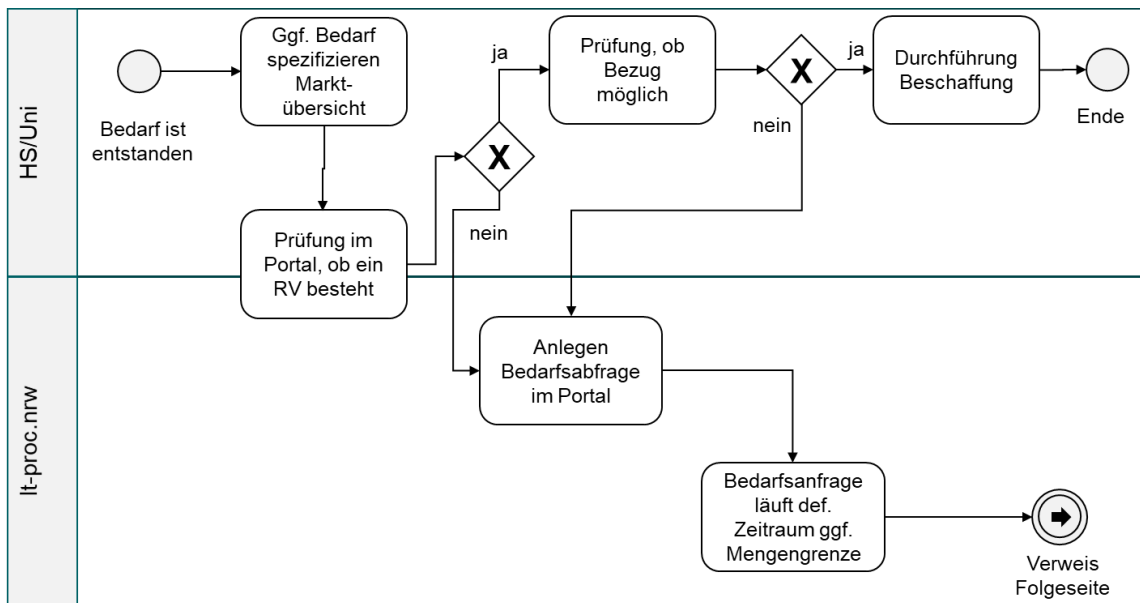 HS/Uni
Bedarf ist
entstanden
Ggf. Bedarf
spezifizieren
Markt-
übersicht
Prüfung im
Portal, ob ein
RV besteht
X
ja
nein
Prüfung, ob
Bezug
möglich
X
ja
nein
Durchführung
Beschaffung
Ende
It-proc.nrw
Anlegen
Bedarfsabfrage
im Portal
Bedarfsanfrage
läuft def.
Zeitraum ggf.
Mengengrenze
Verweis
Folgeseite